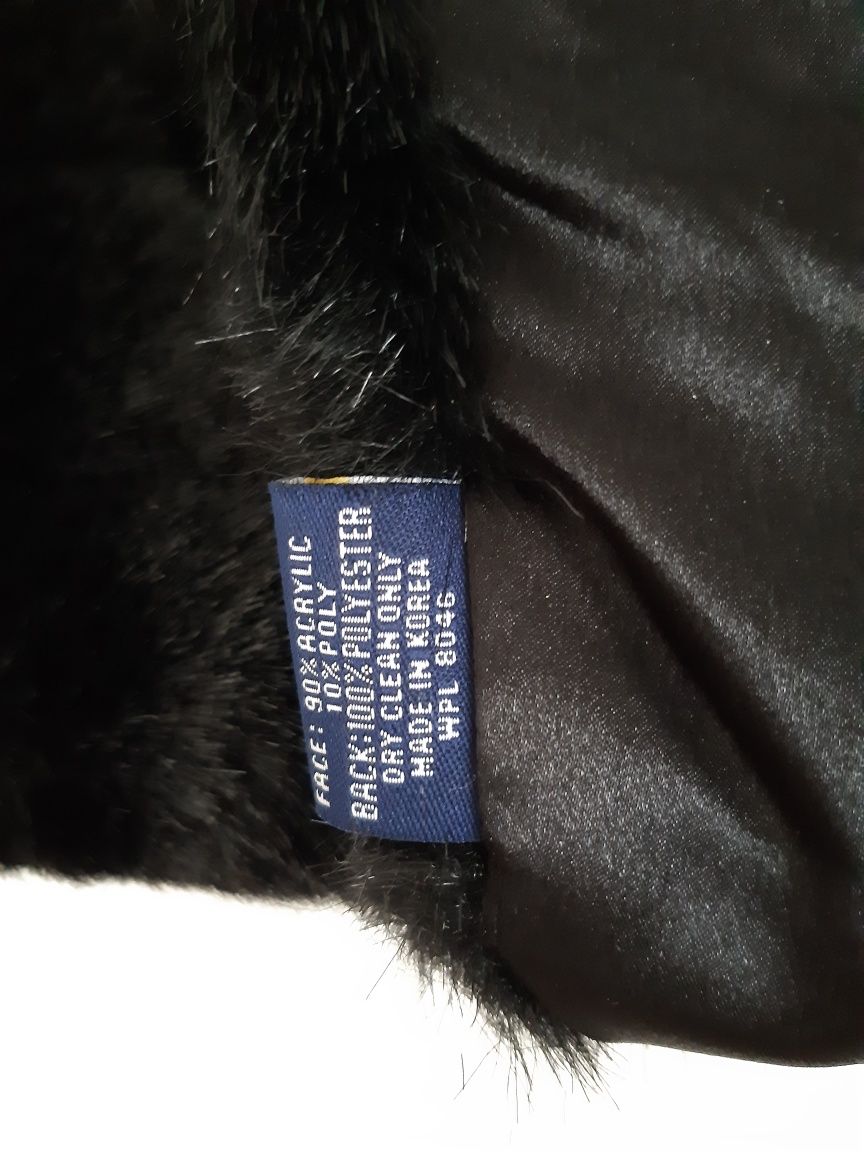 FACE: 90% ACRYLIC
10% POLY
BACK:100% POLYESTER
DRY CLEAN ONLY
MADE IN KOREA
WPL 8046